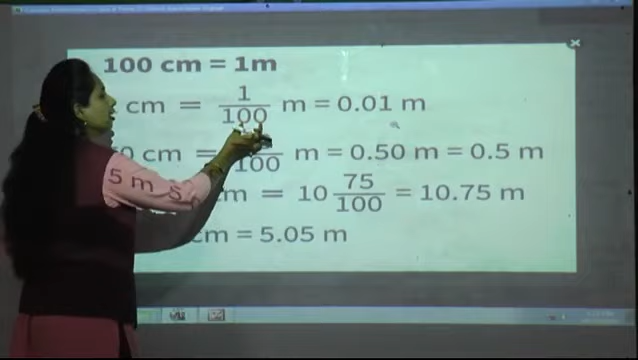 100 cm = 1m
cm = 1/100 m = 0.01 m
0 cm = /100 m = 0.50 m = 0.5 m
5 m m = 10 75/100 = 10.75 m
cm = 5.05 m